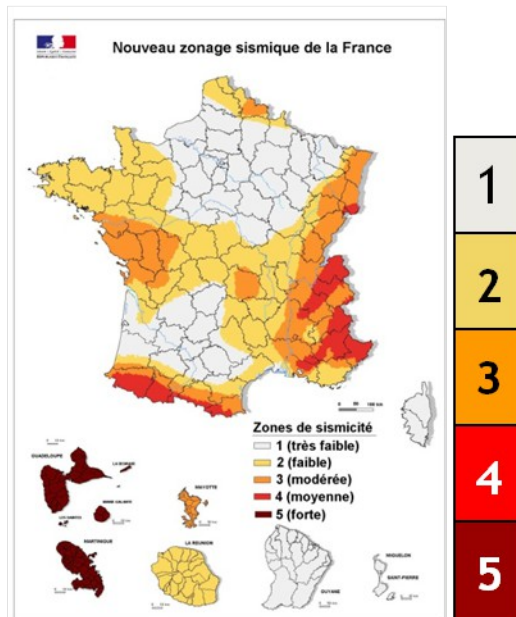 Nouveau zonage sismique de la France
Zones de sismicité
1 (très faible)
2 (faible)
3 (modérée)
4 (moyenne)
5 (forte)
GUADELOUPE
MARTINIQUE
MAYOTTE
LA REUNION
GUYANE
MIQUELON
SAINT-PIERRE
1
2
3
4
5